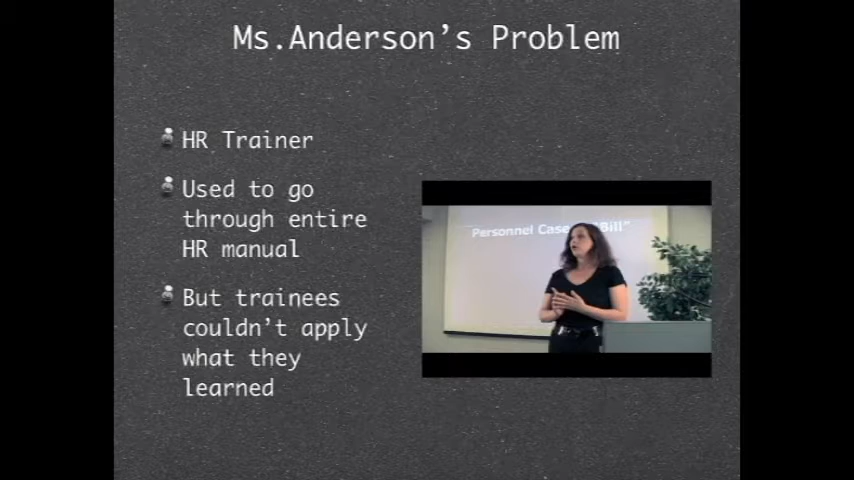 Ms.Anderson’s Problem
HR Trainer
Used to go
through entire
HR manual
But trainees
couldn’t apply
what they
learned
Personnel Case "Bill"